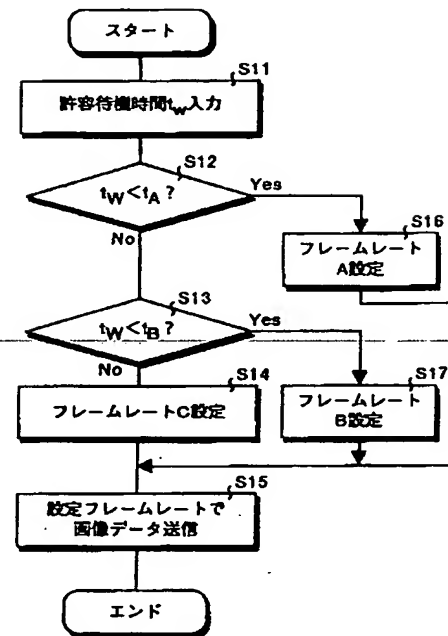 スタート
S11
許容待機時間tw入力
S12
tW<tA ?
Yes
No
S16
フレームレート
A設定
S13
tW<tB ?
Yes
No
S14
フレームレートC設定
S17
フレームレート
B設定
S15
設定フレームレートで
画像データ送信
エンド